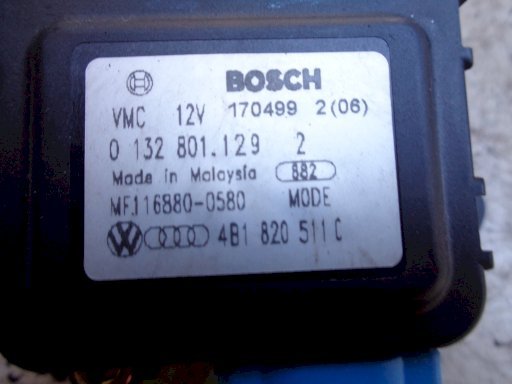 BOSCH
VMC 12V 170499 2(06)
0 132 801.129 2
Made in Malaysia 882
MF116880-0580 MODE
VW 4B1 820 511 C